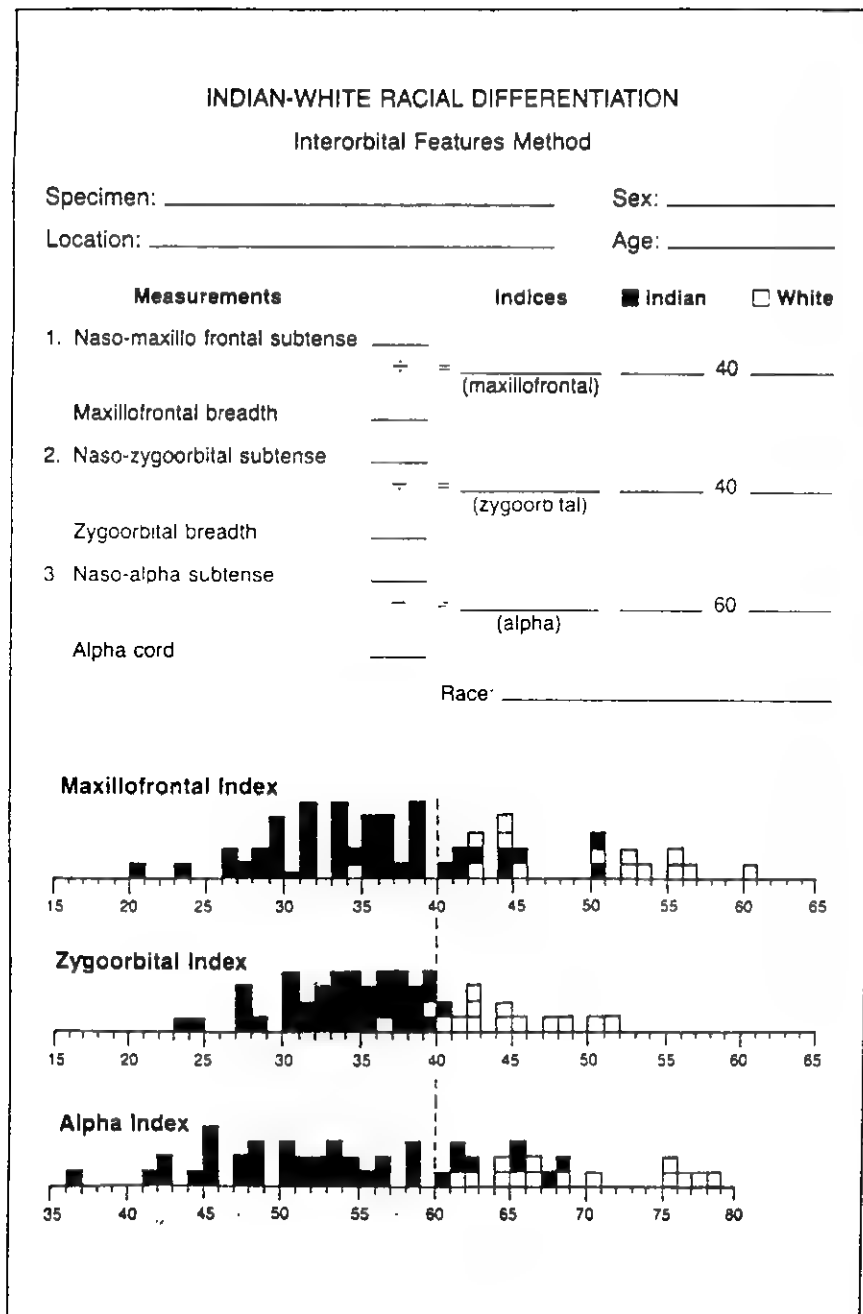 INDIAN-WHITE RACIAL DIFFERENTIATION
Interorbital Features Method
Specimen: Sex:
Location: Age:
Measurements Indices Indian White
1. Naso-maxillo frontal subtense
÷ = 40
(maxillofrontal)
Maxillofrontal breadth
2. Naso-zygoorbital subtense
÷ = 40
(zygoorb tal)
Zygoorbital breadth
3 Naso-alpha subtense
— = 60
(alpha)
Alpha cord
Race:
Maxillofrontal Index
15 20 25 30 35 40 45 50 55 60 65
Zygoorbital Index
15 20 25 30 35 40 45 50 55 60 65
Alpha Index
35 40 45 50 55 60 65 70 75 80